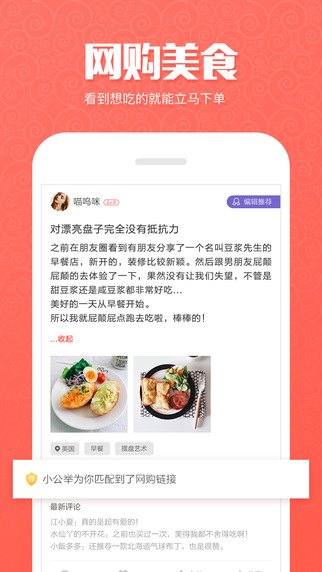 网购美食
看到想吃的就能立马下单
喵呜咪 Lv.8
编辑推荐
对漂亮盘子完全没有抵抗力
之前在朋友圈看到有朋友分享了一个名叫豆浆先生的
早餐店，新开的，装修比较新颖。然后跟男朋友屁颠
屁颠的去体验了一下，果然没有让我们失望，不管是
甜豆浆还是咸豆浆都非常好吃...
美好的一天从早餐开始。
所以我就屁颠屁点跑去啦，棒棒的！
...收起
英国 早餐 摆盘艺术
小公举为你匹配到了网购链接
最新评论
江小夏：真的是超有爱的！
水仙丫的不开花：之前也买过一次，美得我都不舍得吃啊！
小飯多多：还推荐一款北海道气球布丁，也是很赞。